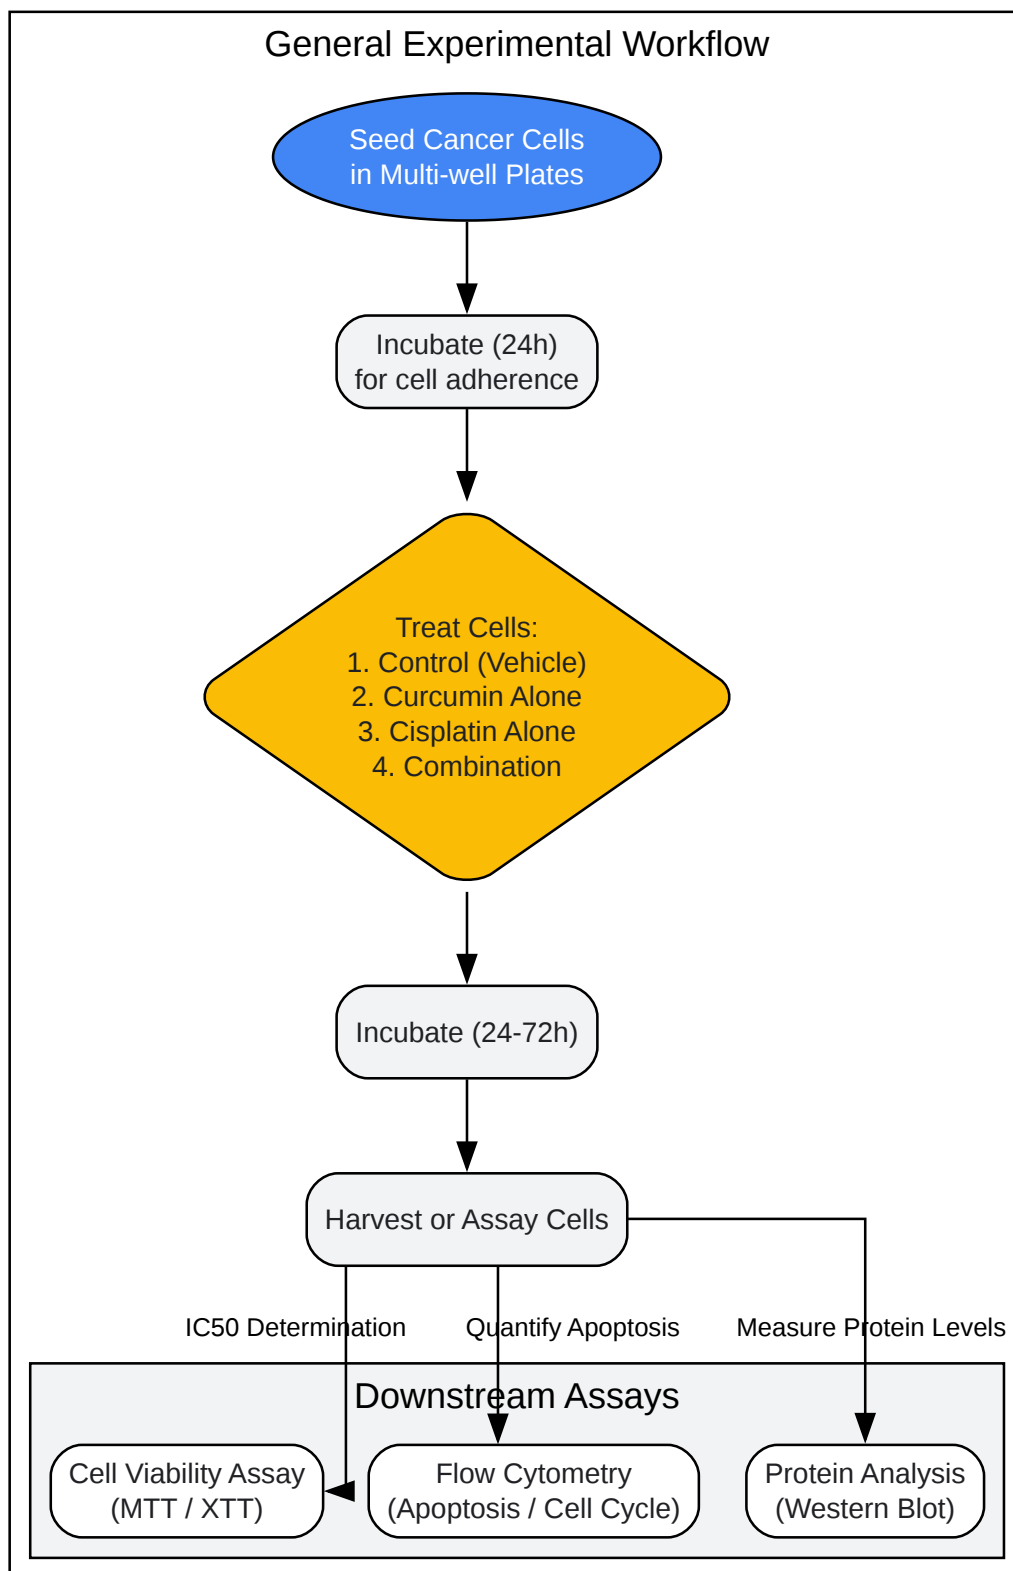 General Experimental Workflow
Seed Cancer Cells
in Multi-well Plates
Incubate (24h)
for cell adherence
Treat Cells:
1. Control (Vehicle)
2. Curcumin Alone
3. Cisplatin Alone
4. Combination
Incubate (24-72h)
Harvest or Assay Cells
IC50 Determination
Quantify Apoptosis
Measure Protein Levels
Downstream Assays
Cell Viability Assay
(MTT / XTT)
Flow Cytometry
(Apoptosis / Cell Cycle)
Protein Analysis
(Western Blot)